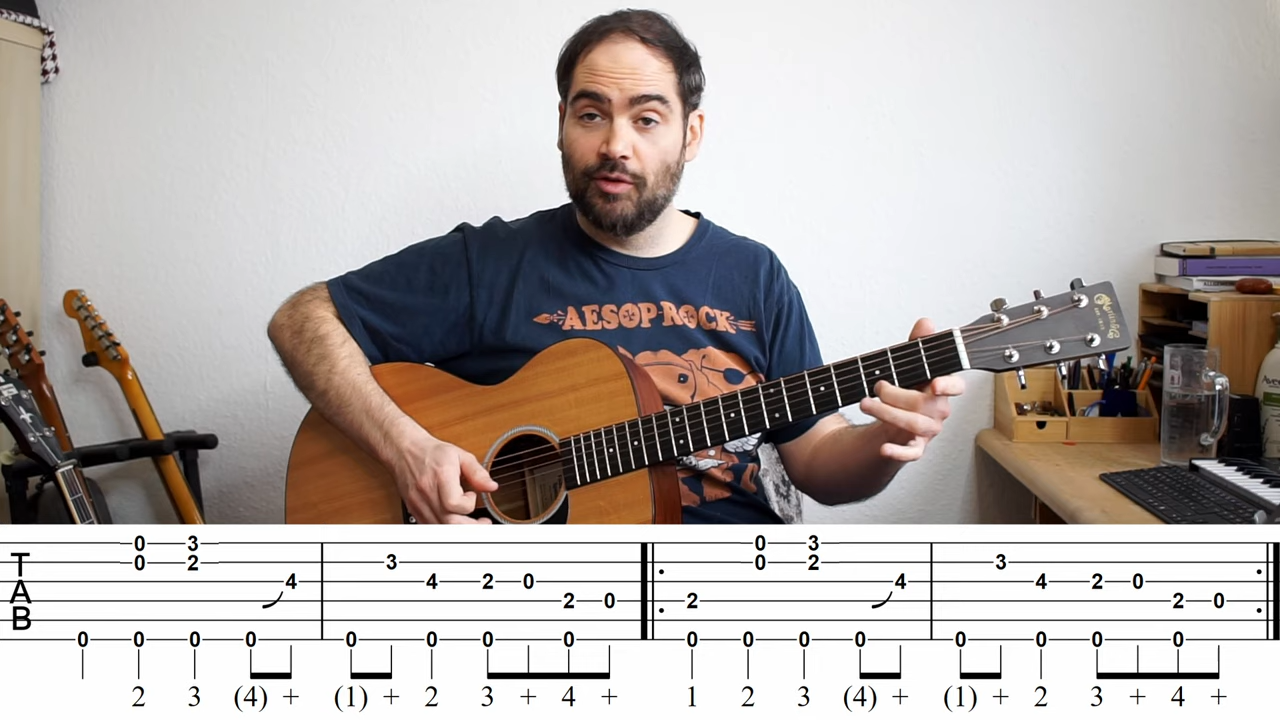 AESOP ROCK
Martin
TAB
0 3 0 3
0 2 3 0 2 3
4 4 2 0 4 4 2 0
2 0 2 2 0
0 0 0 0 0 0 0 0 0 0 0 0 0 0 0 0
2 3 (4) + (1) + 2 3 + 4 + 1 2 3 (4) + (1) + 2 3 + 4 +